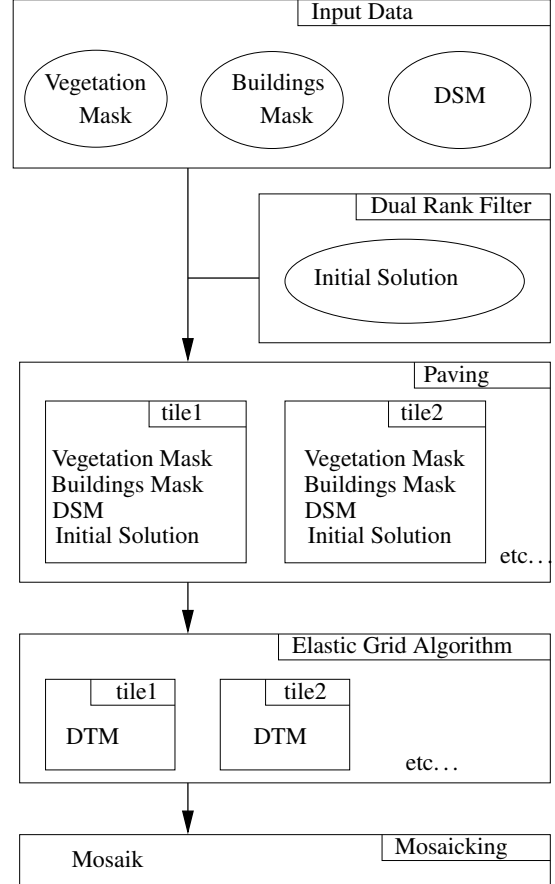 Input Data
Vegetation
Mask
Buildings
Mask
DSM
Dual Rank Filter
Initial Solution
Paving
tile1
Vegetation Mask
Buildings Mask
DSM
Initial Solution
tile2
Vegetation Mask
Buildings Mask
DSM
Initial Solution
etc...
Elastic Grid Algorithm
tile1
DTM
tile2
DTM
etc...
Mosaicking
Mosaik